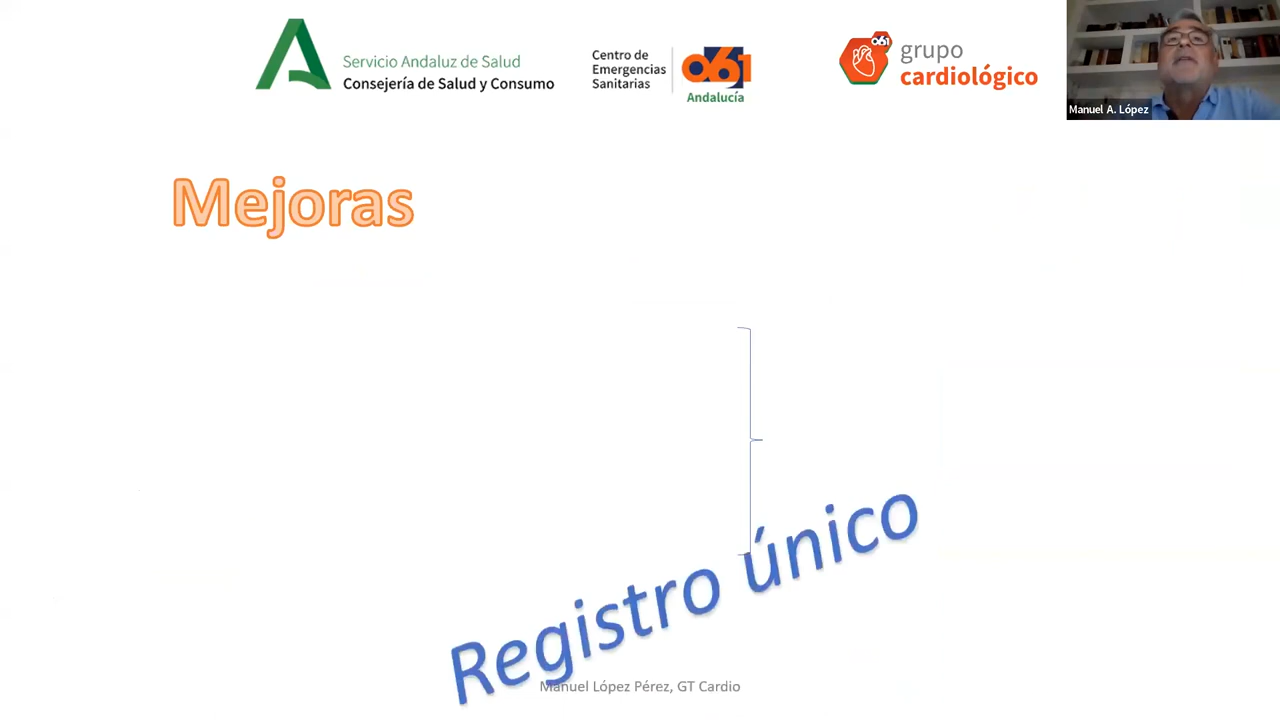 Servicio Andaluz de Salud
Consejería de Salud y Consumo
Centro de
Emergencias
Sanitarias
061
Andalucía
061
grupo
cardiológico
Manuel A. López
Mejoras
Registro único
Manuel López Pérez, GT Cardio